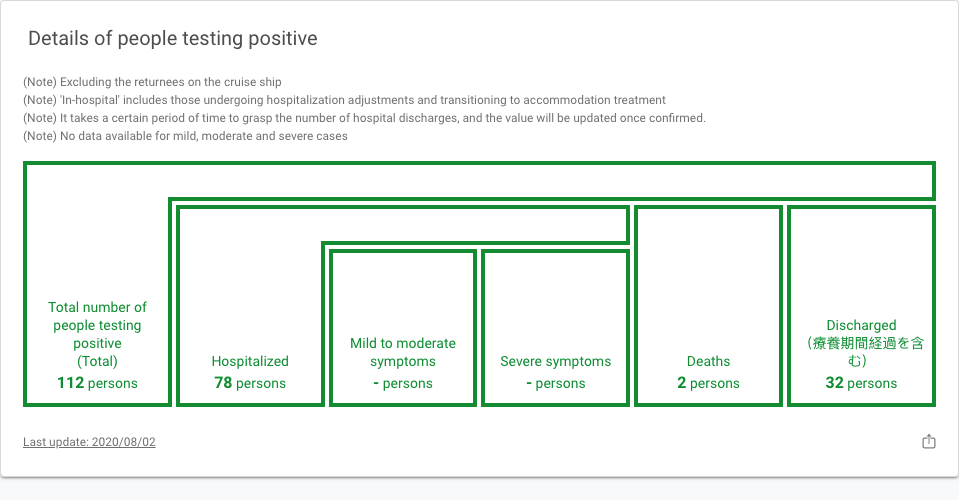 Details of people testing positive
(Note) Excluding the returnees on the cruise ship
(Note) 'In-hospital' includes those undergoing hospitalization adjustments and transitioning to accommodation treatment
(Note) It takes a certain period of time to grasp the number of hospital discharges, and the value will be updated once confirmed.
(Note) No data available for mild, moderate and severe cases
Total number of
people testing
positive
(Total)
112 persons
Hospitalized
78 persons
Mild to moderate
symptoms
- persons
Severe symptoms
- persons
Deaths
2 persons
Discharged
（療養期間経過を含
む）
32 persons
Last update: 2020/08/02